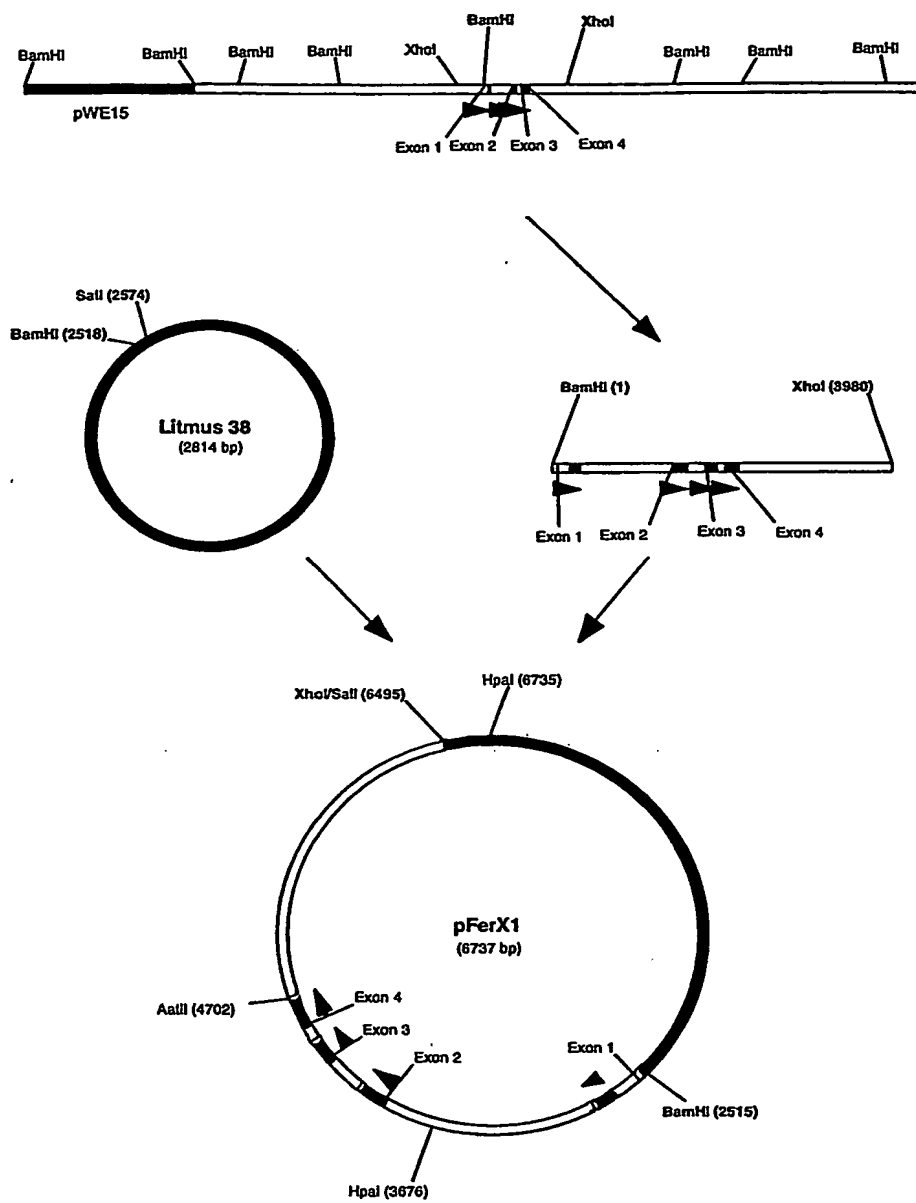 BamHI
XhoI
BamHI
BamHI
BamHI
BamHI
XhoI
BamHI
BamHI
BamHI
pWE15
Exon 1
Exon 2
Exon 3
Exon 4
SalI (2574)
BamHI (2518)
Litmus 38
(2814 bp)
BamHI (1)
XhoI (3980)
Exon 1
Exon 2
Exon 3
Exon 4
XhoI/SalI (6495)
HpaI (6735)
pFerX1
(6737 bp)
AatII (4702)
Exon 4
Exon 3
Exon 2
Exon 1
BamHI (2515)
HpaI (3676)